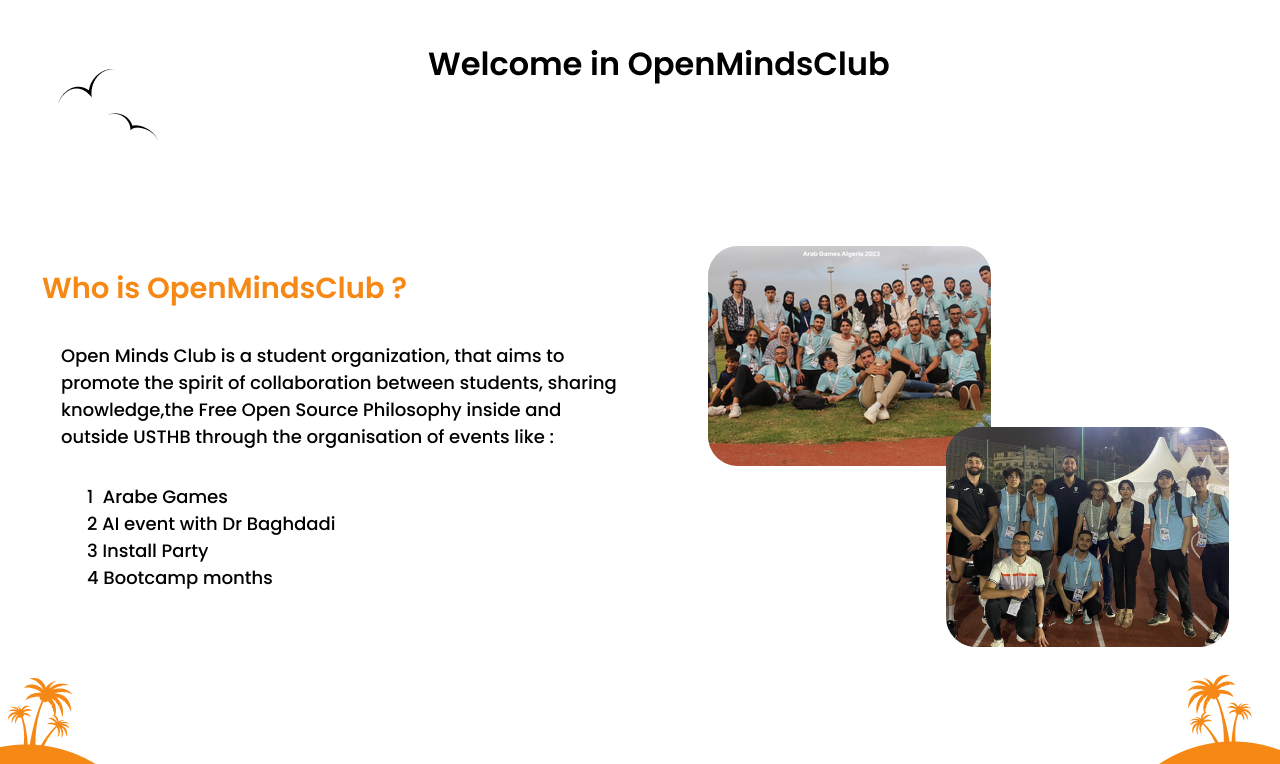 Welcome in OpenMindsClub
Who is OpenMindsClub ?
Open Minds Club is a student organization, that aims to
promote the spirit of collaboration between students, sharing
knowledge,the Free Open Source Philosophy inside and
outside USTHB through the organisation of events like :
1 Arabe Games
2 AI event with Dr Baghdadi
3 Install Party
4 Bootcamp months
Arab Games Algeria 2023